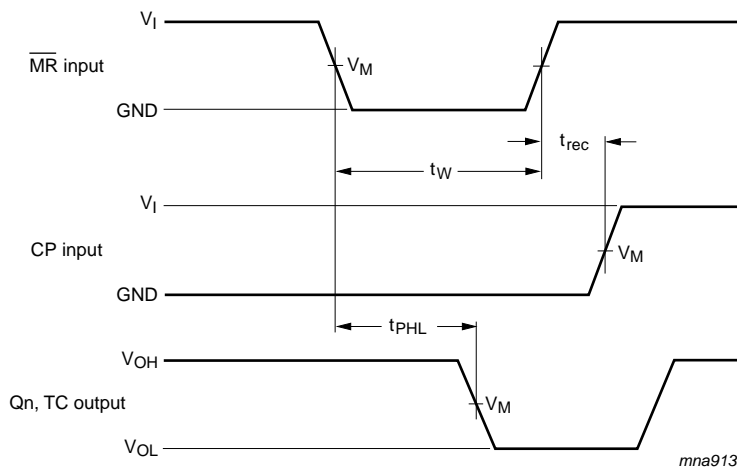 V_I
MR input
V_M
GND
t_rec
t_W
V_I
CP input
V_M
GND
t_PHL
V_OH
Qn, TC output
V_M
V_OL
mna913